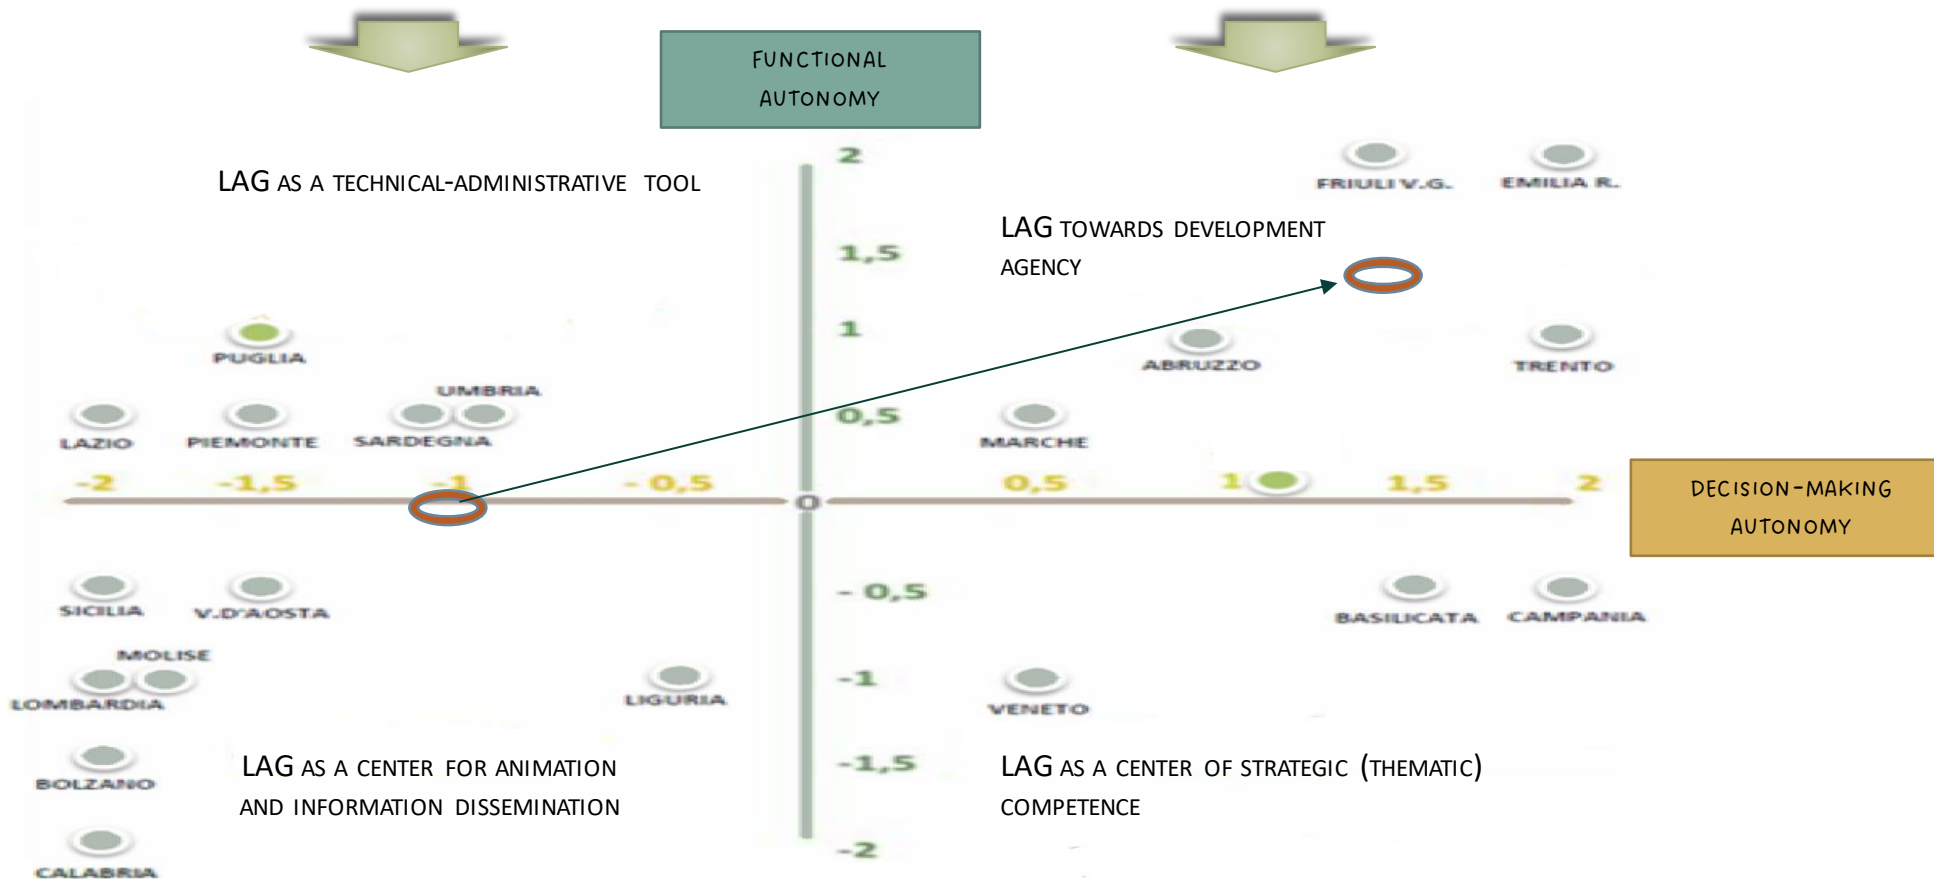 FUNCTIONAL
AUTONOMY
2
LAG AS A TECHNICAL-ADMINISTRATIVE TOOL
FRIULI V.G.
EMILIA R.
LAG TOWARDS DEVELOPMENT
AGENCY
1,5
1
PUGLIA
ABRUZZO
TRENTO
UMBRIA
0,5
LAZIO
PIEMONTE
SARDEGNA
MARCHE
-2
-1,5
-1
- 0,5
0,5
1
1,5
2
0
DECISION-MAKING
AUTONOMY
- 0,5
SICILIA
V.D'AOSTA
BASILICATA
CAMPANIA
MOLISE
-1
LOMBARDIA
LIGURIA
VENETO
LAG AS A CENTER FOR ANIMATION
AND INFORMATION DISSEMINATION
-1,5
LAG AS A CENTER OF STRATEGIC (THEMATIC)
COMPETENCE
BOLZANO
-2
CALABRIA